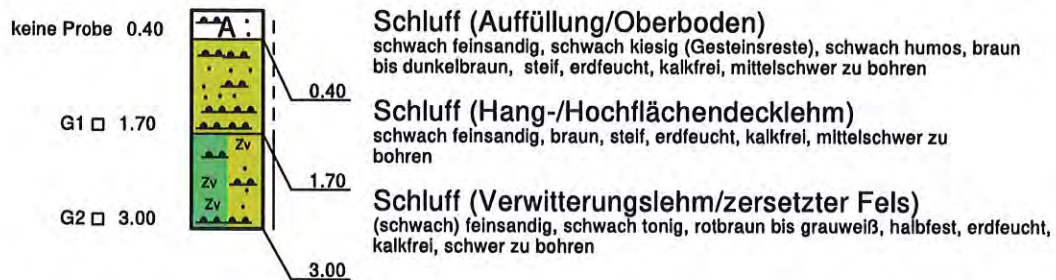 keine Probe 0.40
A
Schluff (Auffüllung/Oberboden)
schwach feinsandig, schwach kiesig (Gesteinsreste), schwach humos, braun
bis dunkelbraun, steif, erdfeucht, kalkfrei, mittelschwer zu bohren
0.40
Schluff (Hang-/Hochflächendecklehm)
schwach feinsandig, braun, steif, erdfeucht, kalkfrei, mittelschwer zu
bohren
G1 1.70
Zv
Zv
Zv
1.70
Schluff (Verwitterungslehm/zersetzter Fels)
(schwach) feinsandig, schwach tonig, rotbraun bis grauweiß, halbfest, erdfeucht,
kalkfrei, schwer zu bohren
G2 3.00
3.00